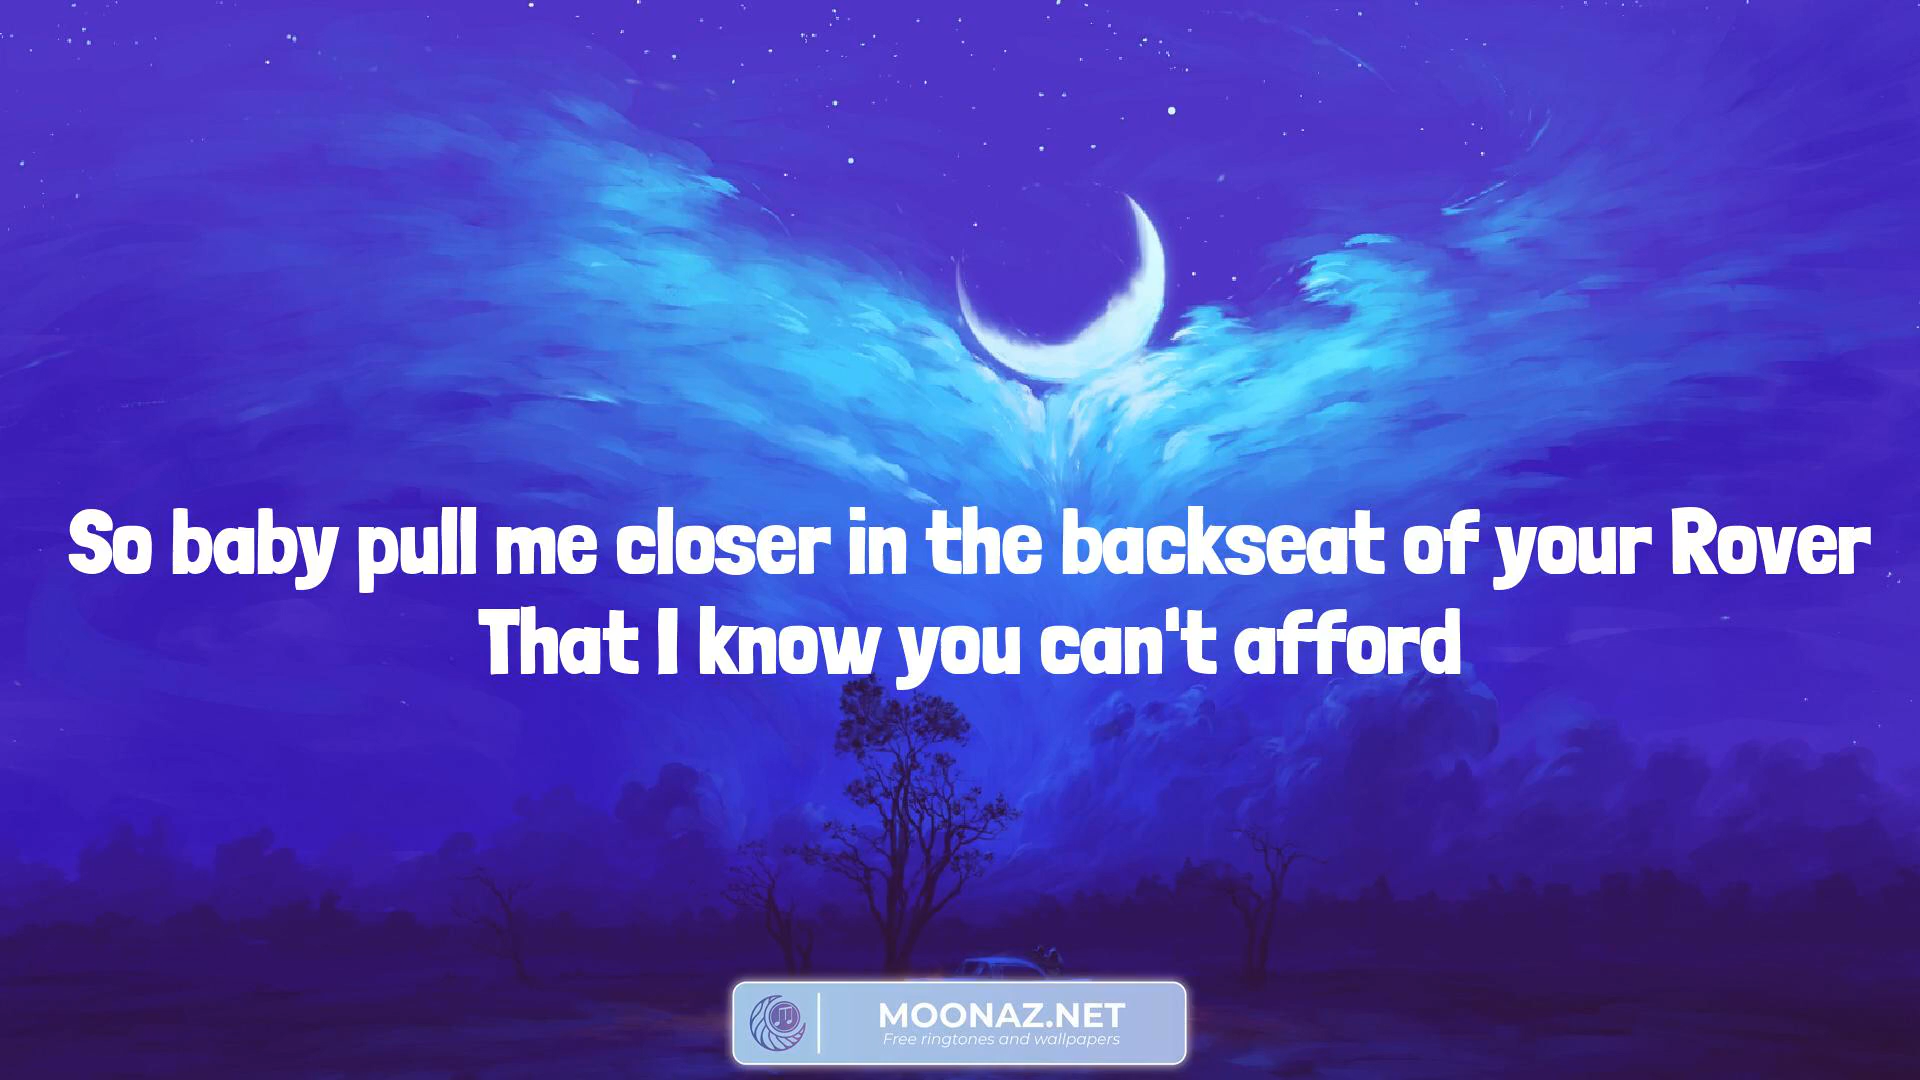 So baby pull me closer in the backseat of your Rover
That I know you can't afford
MOONAZ.NET
Free ringtones and wallpapers